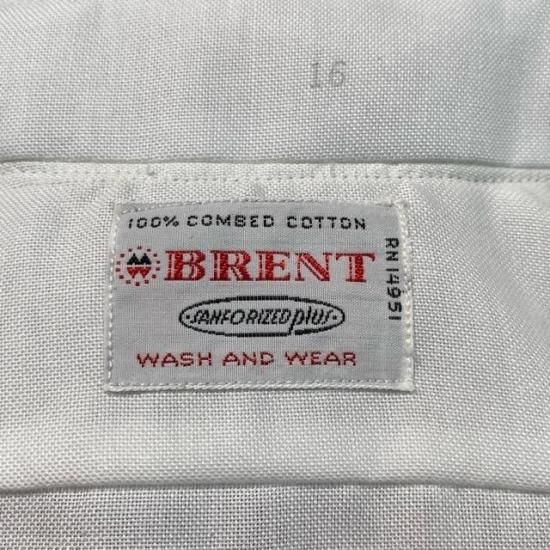 16
100% COMBED COTTON
BRENT
SANFORIZED plus
WASH AND WEAR
RN 14951